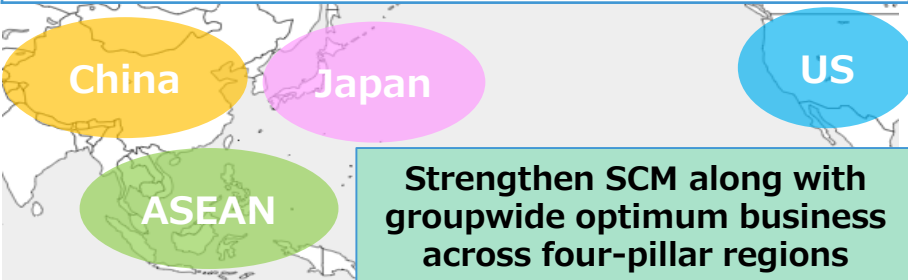 China
Japan
US
ASEAN
Strengthen SCM along with
groupwide optimum business
across four-pillar regions